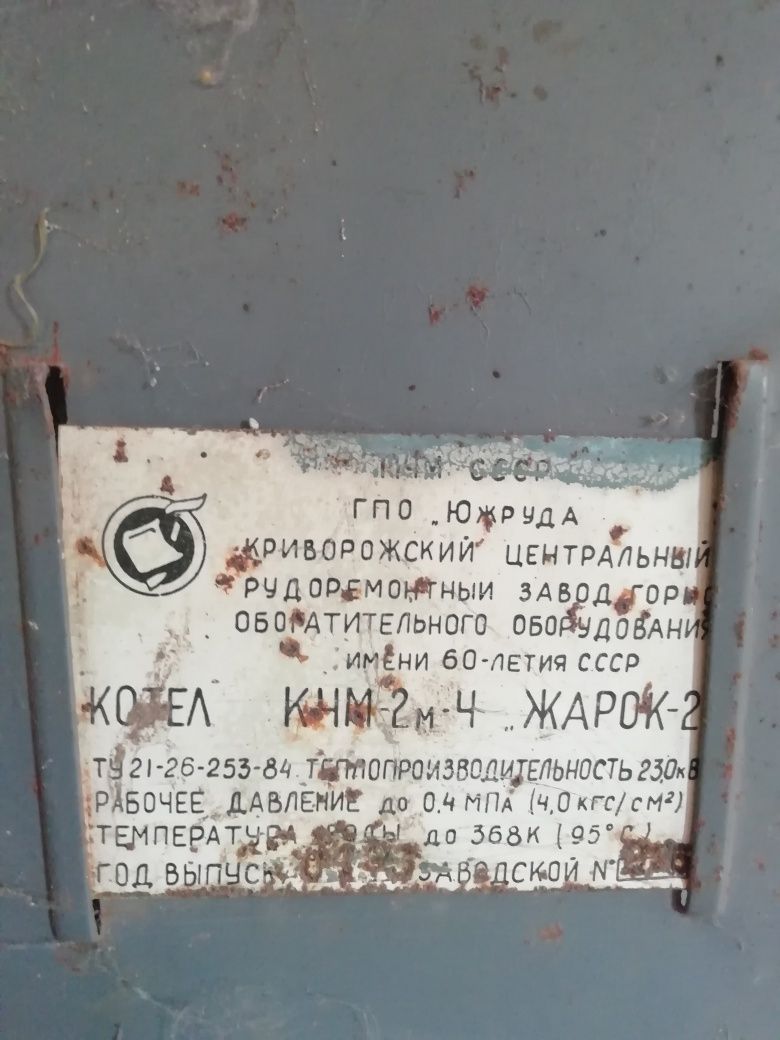 МЧМ СССР
ГПО „ЮЖРУДА
КРИВОРОЖСКИЙ ЦЕНТРАЛЬНЫЙ
РУДОРЕМОНТНЫЙ ЗАВОД ГОРНО
ОБОГАТИТЕЛЬНОГО ОБОРУДОВАНИЯ
ИМЕНИ 60-ЛЕТИЯ СССР
КОТЕЛ КЧМ-2м-Ч „ЖАРОК-2
ТУ 21-26-253-84 ТЕПЛОПРОИЗВОДИТЕЛЬНОСТЬ 23,0кВ
РАБОЧЕЕ ДАВЛЕНИЕ до 0,4 МПА (4,0 КГС/СМ²)
ТЕМПЕРАТУРА ВОДЫ до 368К (95°С)
ГОД ВЫПУСКА ЗАВОДСКОЙ №